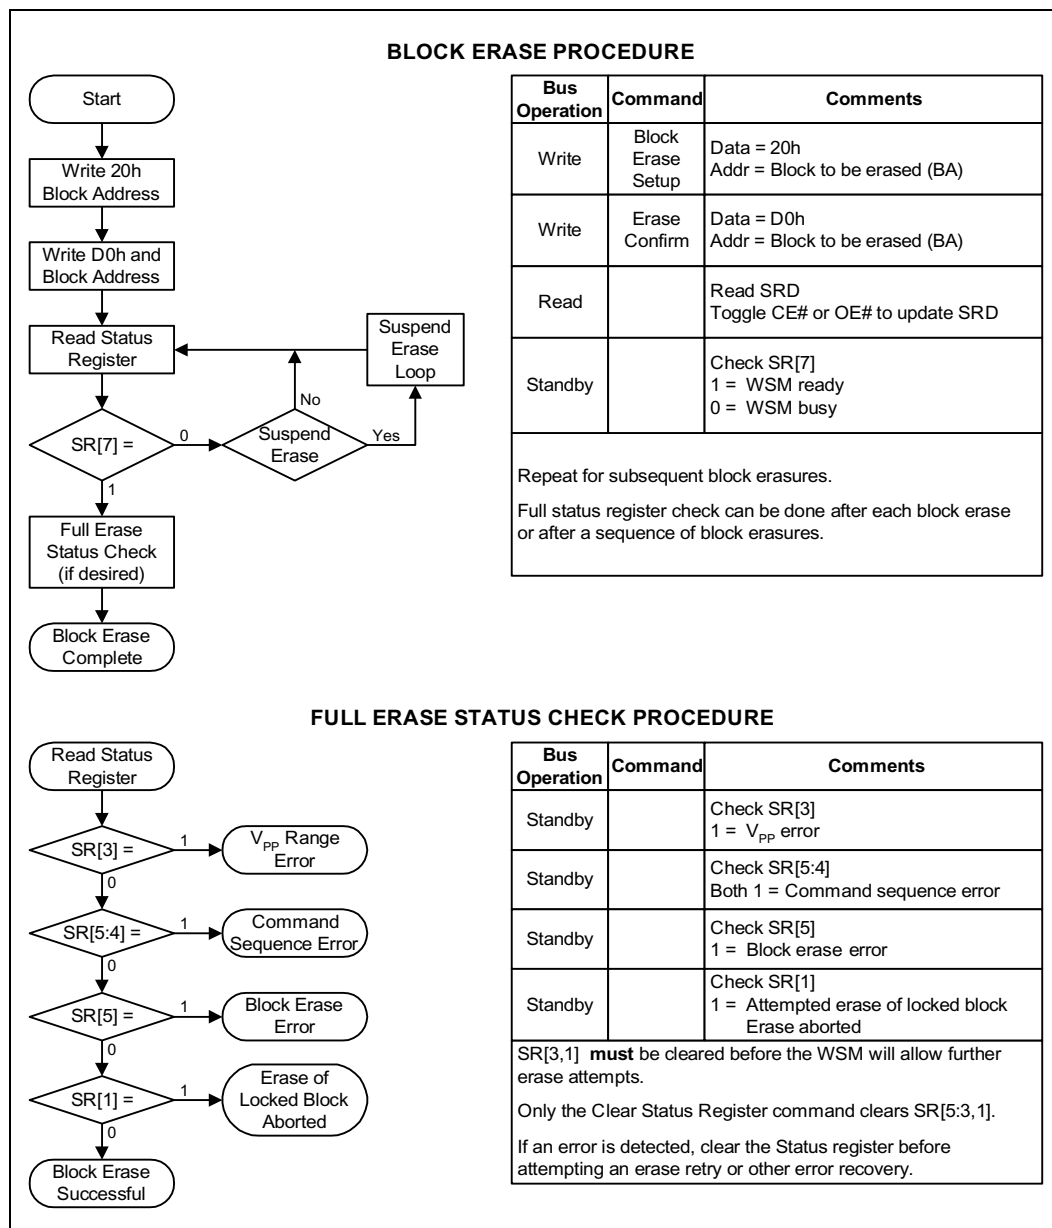 BLOCK ERASE PROCEDURE
Start
Write 20h
Block Address
Write D0h and
Block Address
Read Status
Register
Suspend
Erase
Loop
No
SR[7] =
0
Suspend
Erase
Yes
1
Full Erase
Status Check
(if desired)
Block Erase
Complete
Bus
Operation
Command
Comments
Write
Block
Erase
Setup
Data = 20h
Addr = Block to be erased (BA)
Write
Erase
Confirm
Data = D0h
Addr = Block to be erased (BA)
Read
Read SRD
Toggle CE# or OE# to update SRD
Standby
Check SR[7]
1 = WSM ready
0 = WSM busy
Repeat for subsequent block erasures.
Full status register check can be done after each block erase
or after a sequence of block erasures.
FULL ERASE STATUS CHECK PROCEDURE
Read Status
Register
SR[3] =
1
VPP Range
Error
0
SR[5:4] =
1
Command
Sequence Error
0
SR[5] =
1
Block Erase
Error
0
SR[1] =
1
Erase of
Locked Block
Aborted
0
Block Erase
Successful
Bus
Operation
Command
Comments
Standby
Check SR[3]
1 = VPP error
Standby
Check SR[5:4]
Both 1 = Command sequence error
Standby
Check SR[5]
1 = Block erase error
Standby
Check SR[1]
1 = Attempted erase of locked block
Erase aborted
SR[3,1] must be cleared before the WSM will allow further
erase attempts.
Only the Clear Status Register command clears SR[5:3,1].
If an error is detected, clear the Status register before
attempting an erase retry or other error recovery.